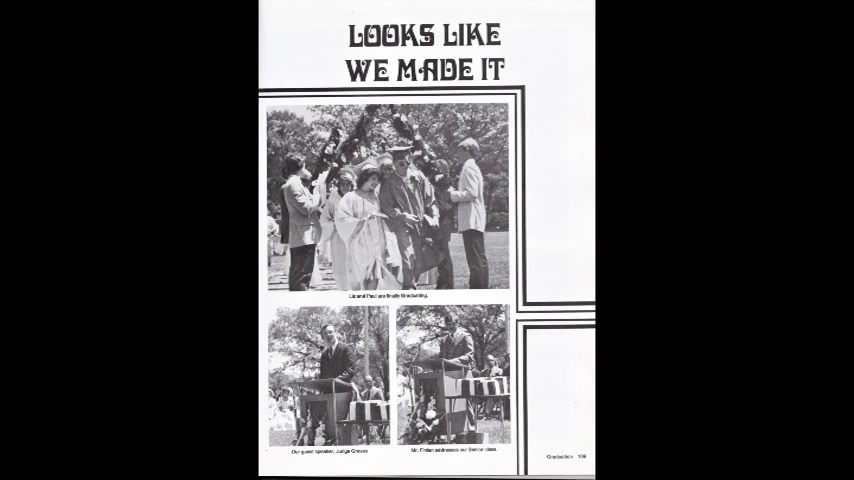 LOOKS LIKE
WE MADE IT
Liz and Paul are finally Graduating.
Our guest speaker, Judge Graves
Mr. Finlan addresses our Senior class.
Graduation 109